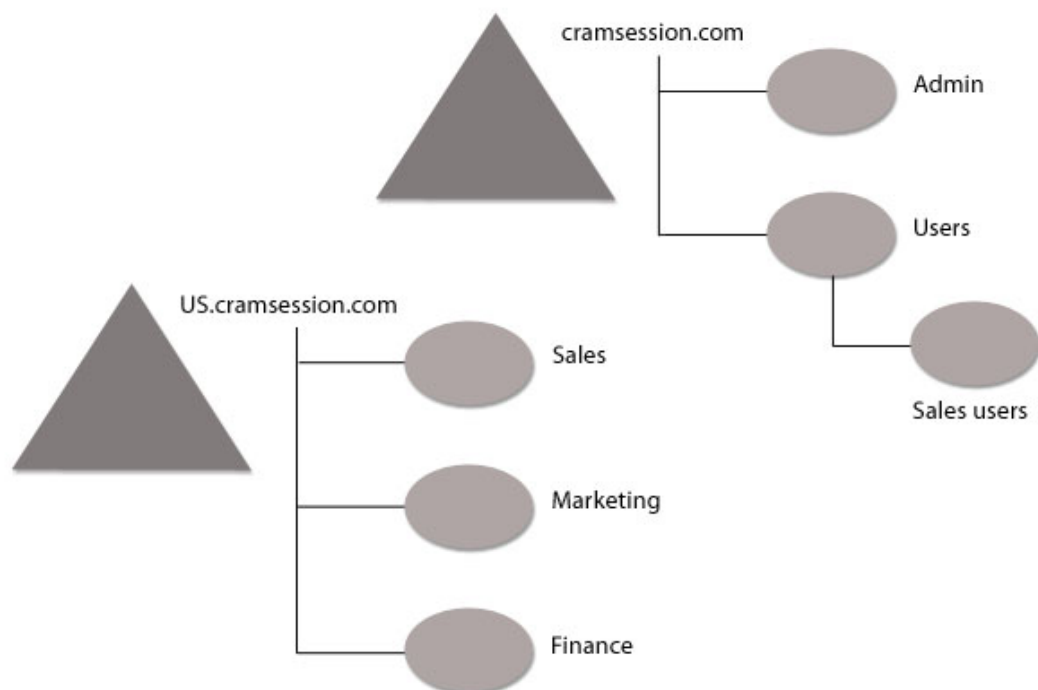 cramsession.com
Admin
Users
Sales users
US.cramsession.com
Sales
Marketing
Finance